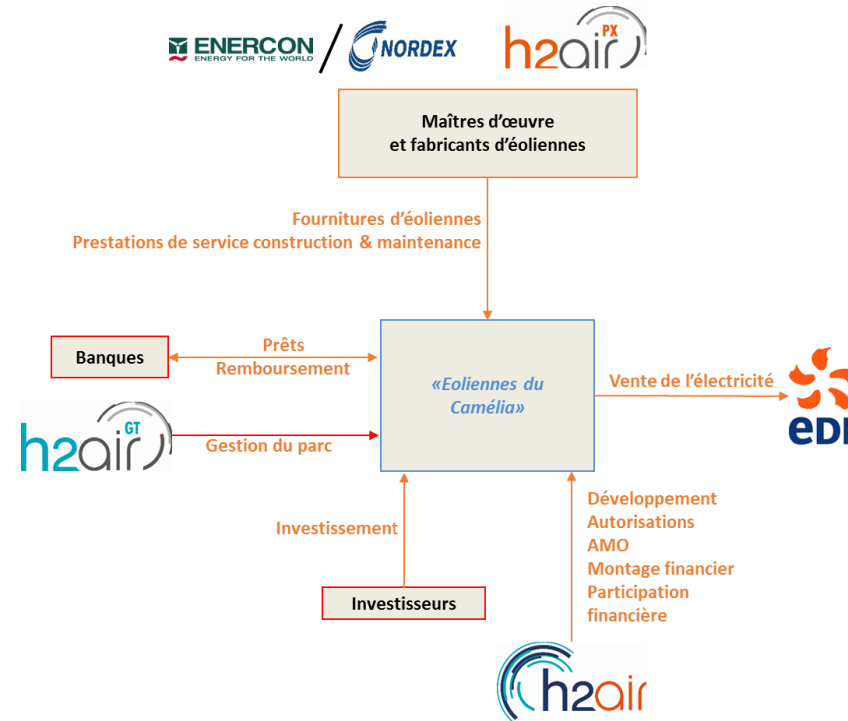 ENERCON
ENERGY FOR THE WORLD
/
NORDEX
h2air PX
Maîtres d’œuvre
et fabricants d’éoliennes
Fournitures d’éoliennes
Prestations de service construction & maintenance
Banques
Prêts
Remboursement
«Eoliennes du
Camélia»
Vente de l’électricité
eDF
h2air GT
Gestion du parc
Investissement
Investisseurs
Développement
Autorisations
AMO
Montage financier
Participation
financière
h2air